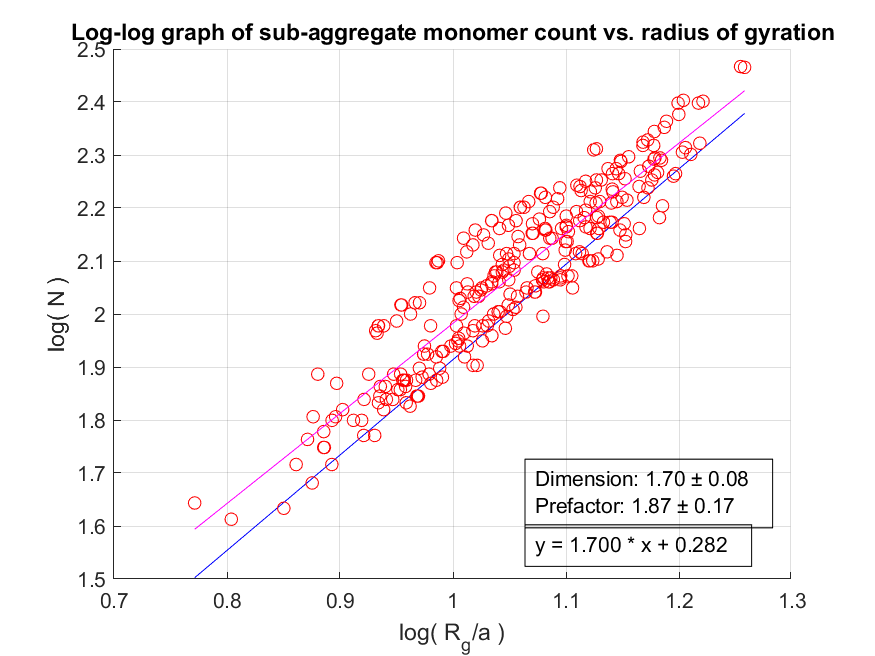 Log-log graph of sub-aggregate monomer count vs. radius of gyration
2.5
2.4
2.3
2.2
2.1
2
1.9
1.8
1.7
1.6
1.5
log( N )
Dimension: 1.70 ± 0.08
Prefactor: 1.87 ± 0.17
y = 1.700 * x + 0.282
0.7 0.8 0.9 1 1.1 1.2 1.3
log( R_g/a )